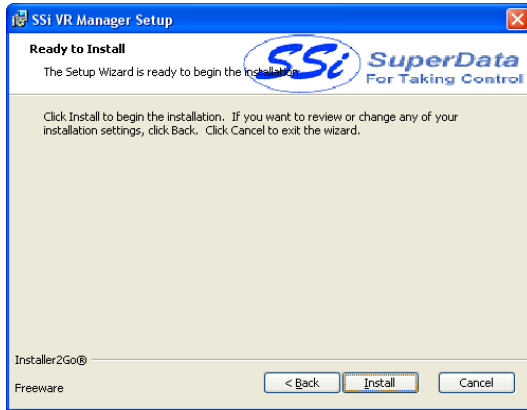 SSi VR Manager Setup
Ready to Install
The Setup Wizard is ready to begin the installation
SSi
SuperData
For Taking Control
Click Install to begin the installation. If you want to review or change any of your
installation settings, click Back. Click Cancel to exit the wizard.
Installer2Go®
Freeware
< Back
Install
Cancel